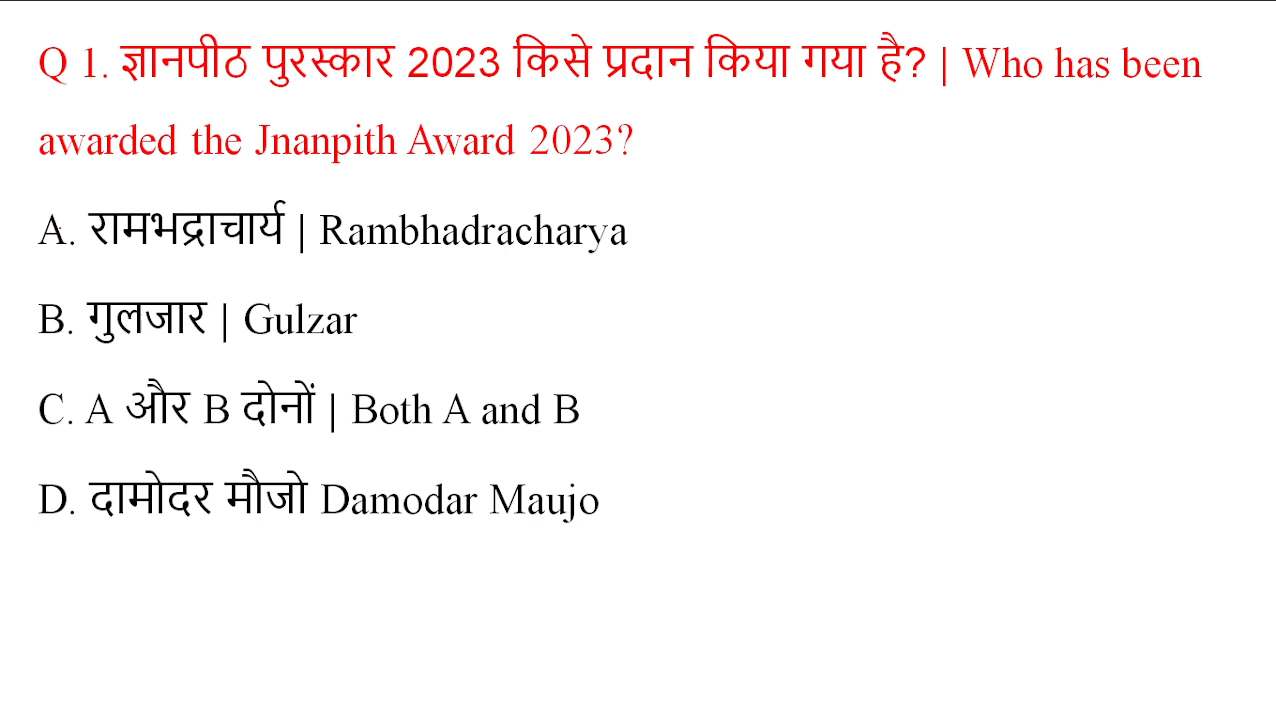 Q 1. ज्ञानपीठ पुरस्कार 2023 किसे प्रदान किया गया है? | Who has been
awarded the Jnanpith Award 2023?
A. रामभद्राचार्य | Rambhadracharya
B. गुलजार | Gulzar
C. A और B दोनों | Both A and B
D. दामोदर मौजो Damodar Maujo